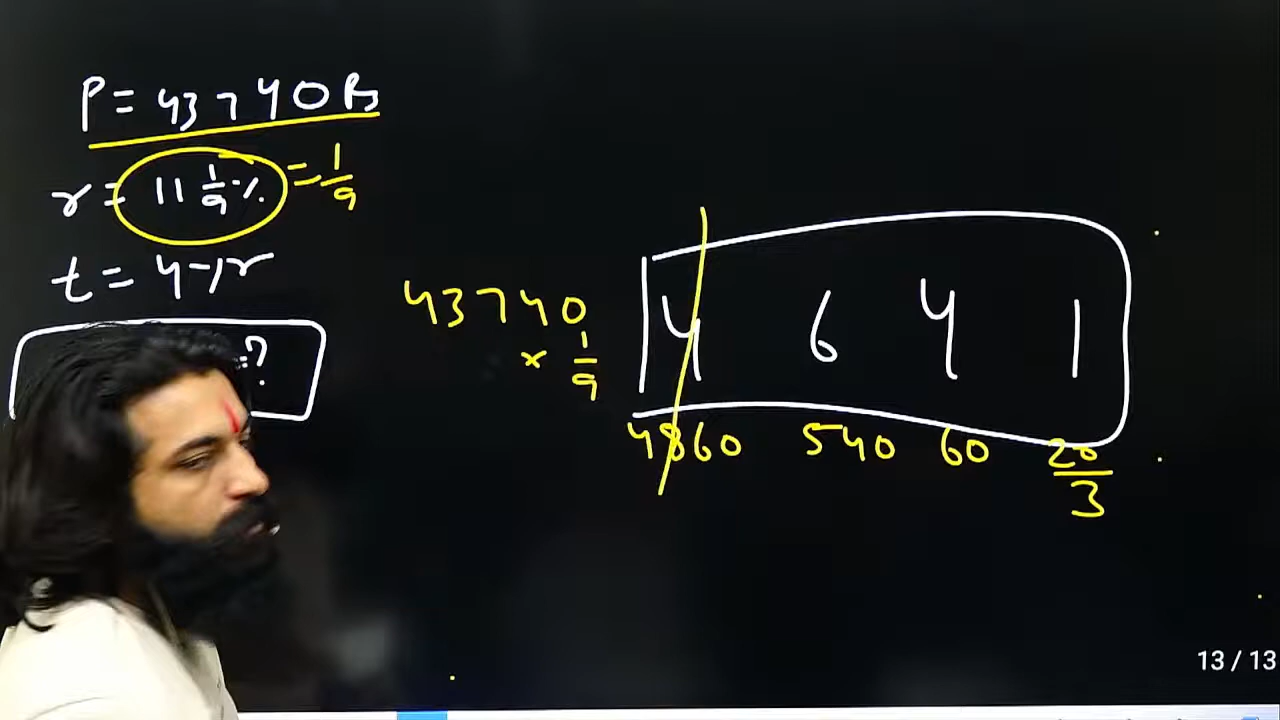 P = 43740 Rs
r = 11 1/9 % = 1/9
t = 4 yr
= ?
43740
× 1/9
4 6 4 1
4860 540 60 20/3
13 / 13